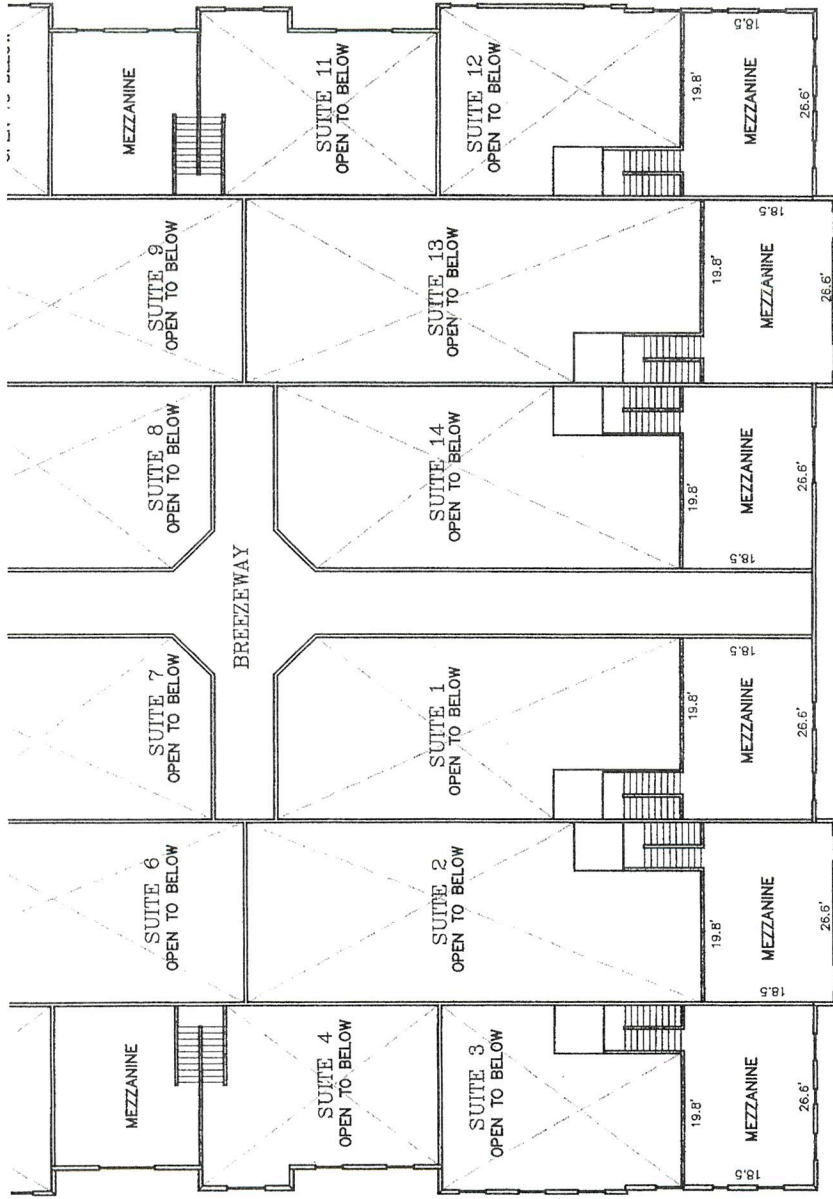 MEZZANINE
MEZZANINE
SUITE 6
OPEN TO BELOW
SUITE 7
OPEN TO BELOW
SUITE 8
OPEN TO BELOW
SUITE 9
OPEN TO BELOW
BREEZEWAY
SUITE 4
OPEN TO BELOW
SUITE 11
OPEN TO BELOW
SUITE 2
OPEN TO BELOW
SUITE 1
OPEN TO BELOW
SUITE 14
OPEN TO BELOW
SUITE 13
OPEN TO BELOW
SUITE 3
OPEN TO BELOW
SUITE 12
OPEN TO BELOW
19.8'
18.5
MEZZANINE
26.6'
19.8'
18.5
MEZZANINE
26.6'
19.8'
18.5
MEZZANINE
26.6'
19.8'
18.5
MEZZANINE
26.6'
19.8'
18.5
MEZZANINE
26.6'
19.8'
18.5
MEZZANINE
26.6'